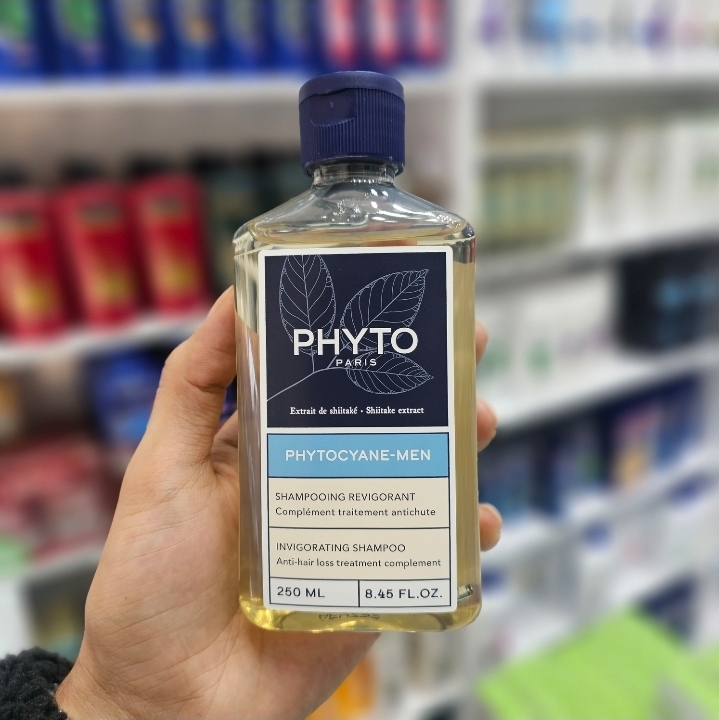 PHYTO
PARIS
Extrait de shiitaké • Shiitake extract
PHYTOCYANE-MEN
SHAMPOOING REVIGORANT
Complément traitement antichute
INVIGORATING SHAMPOO
Anti-hair loss treatment complement
250 ML
8.45 FL.OZ.